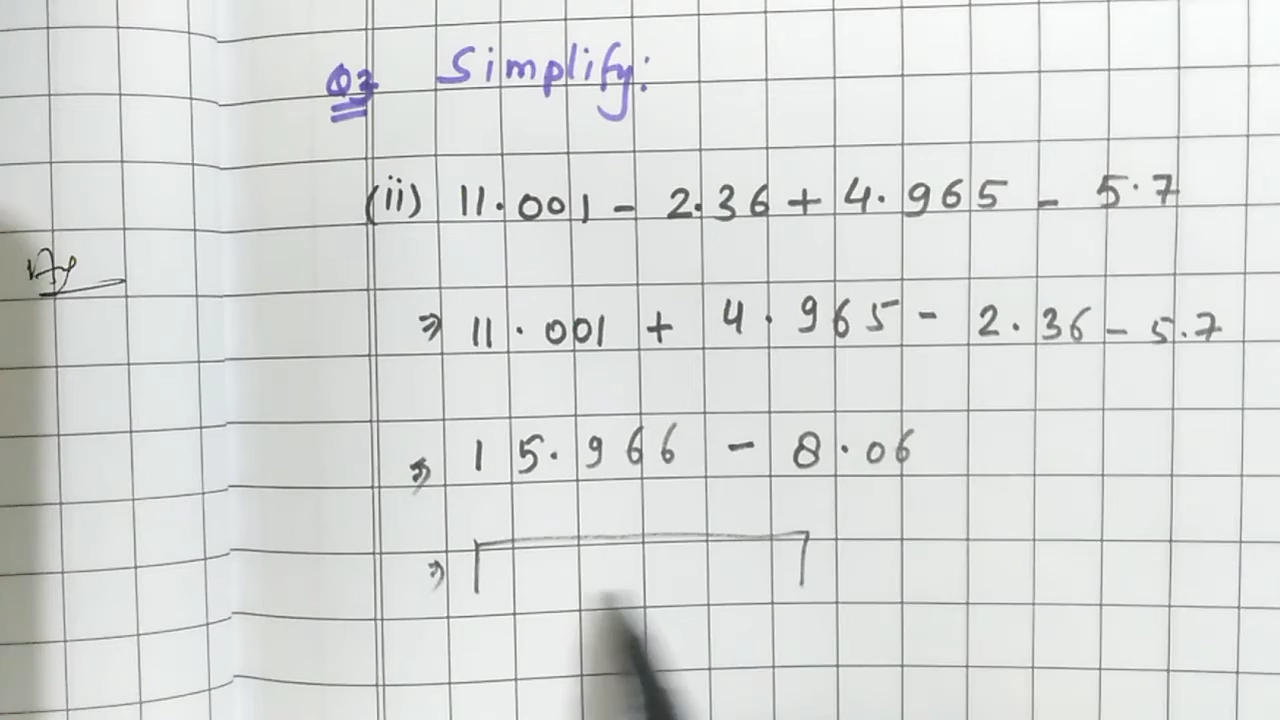 Q3 Simplify:
(ii) 11.001 - 2.36 + 4.965 - 5.7
⇒ 11.001 + 4.965 - 2.36 - 5.7
⇒ 15.966 - 8.06
⇒